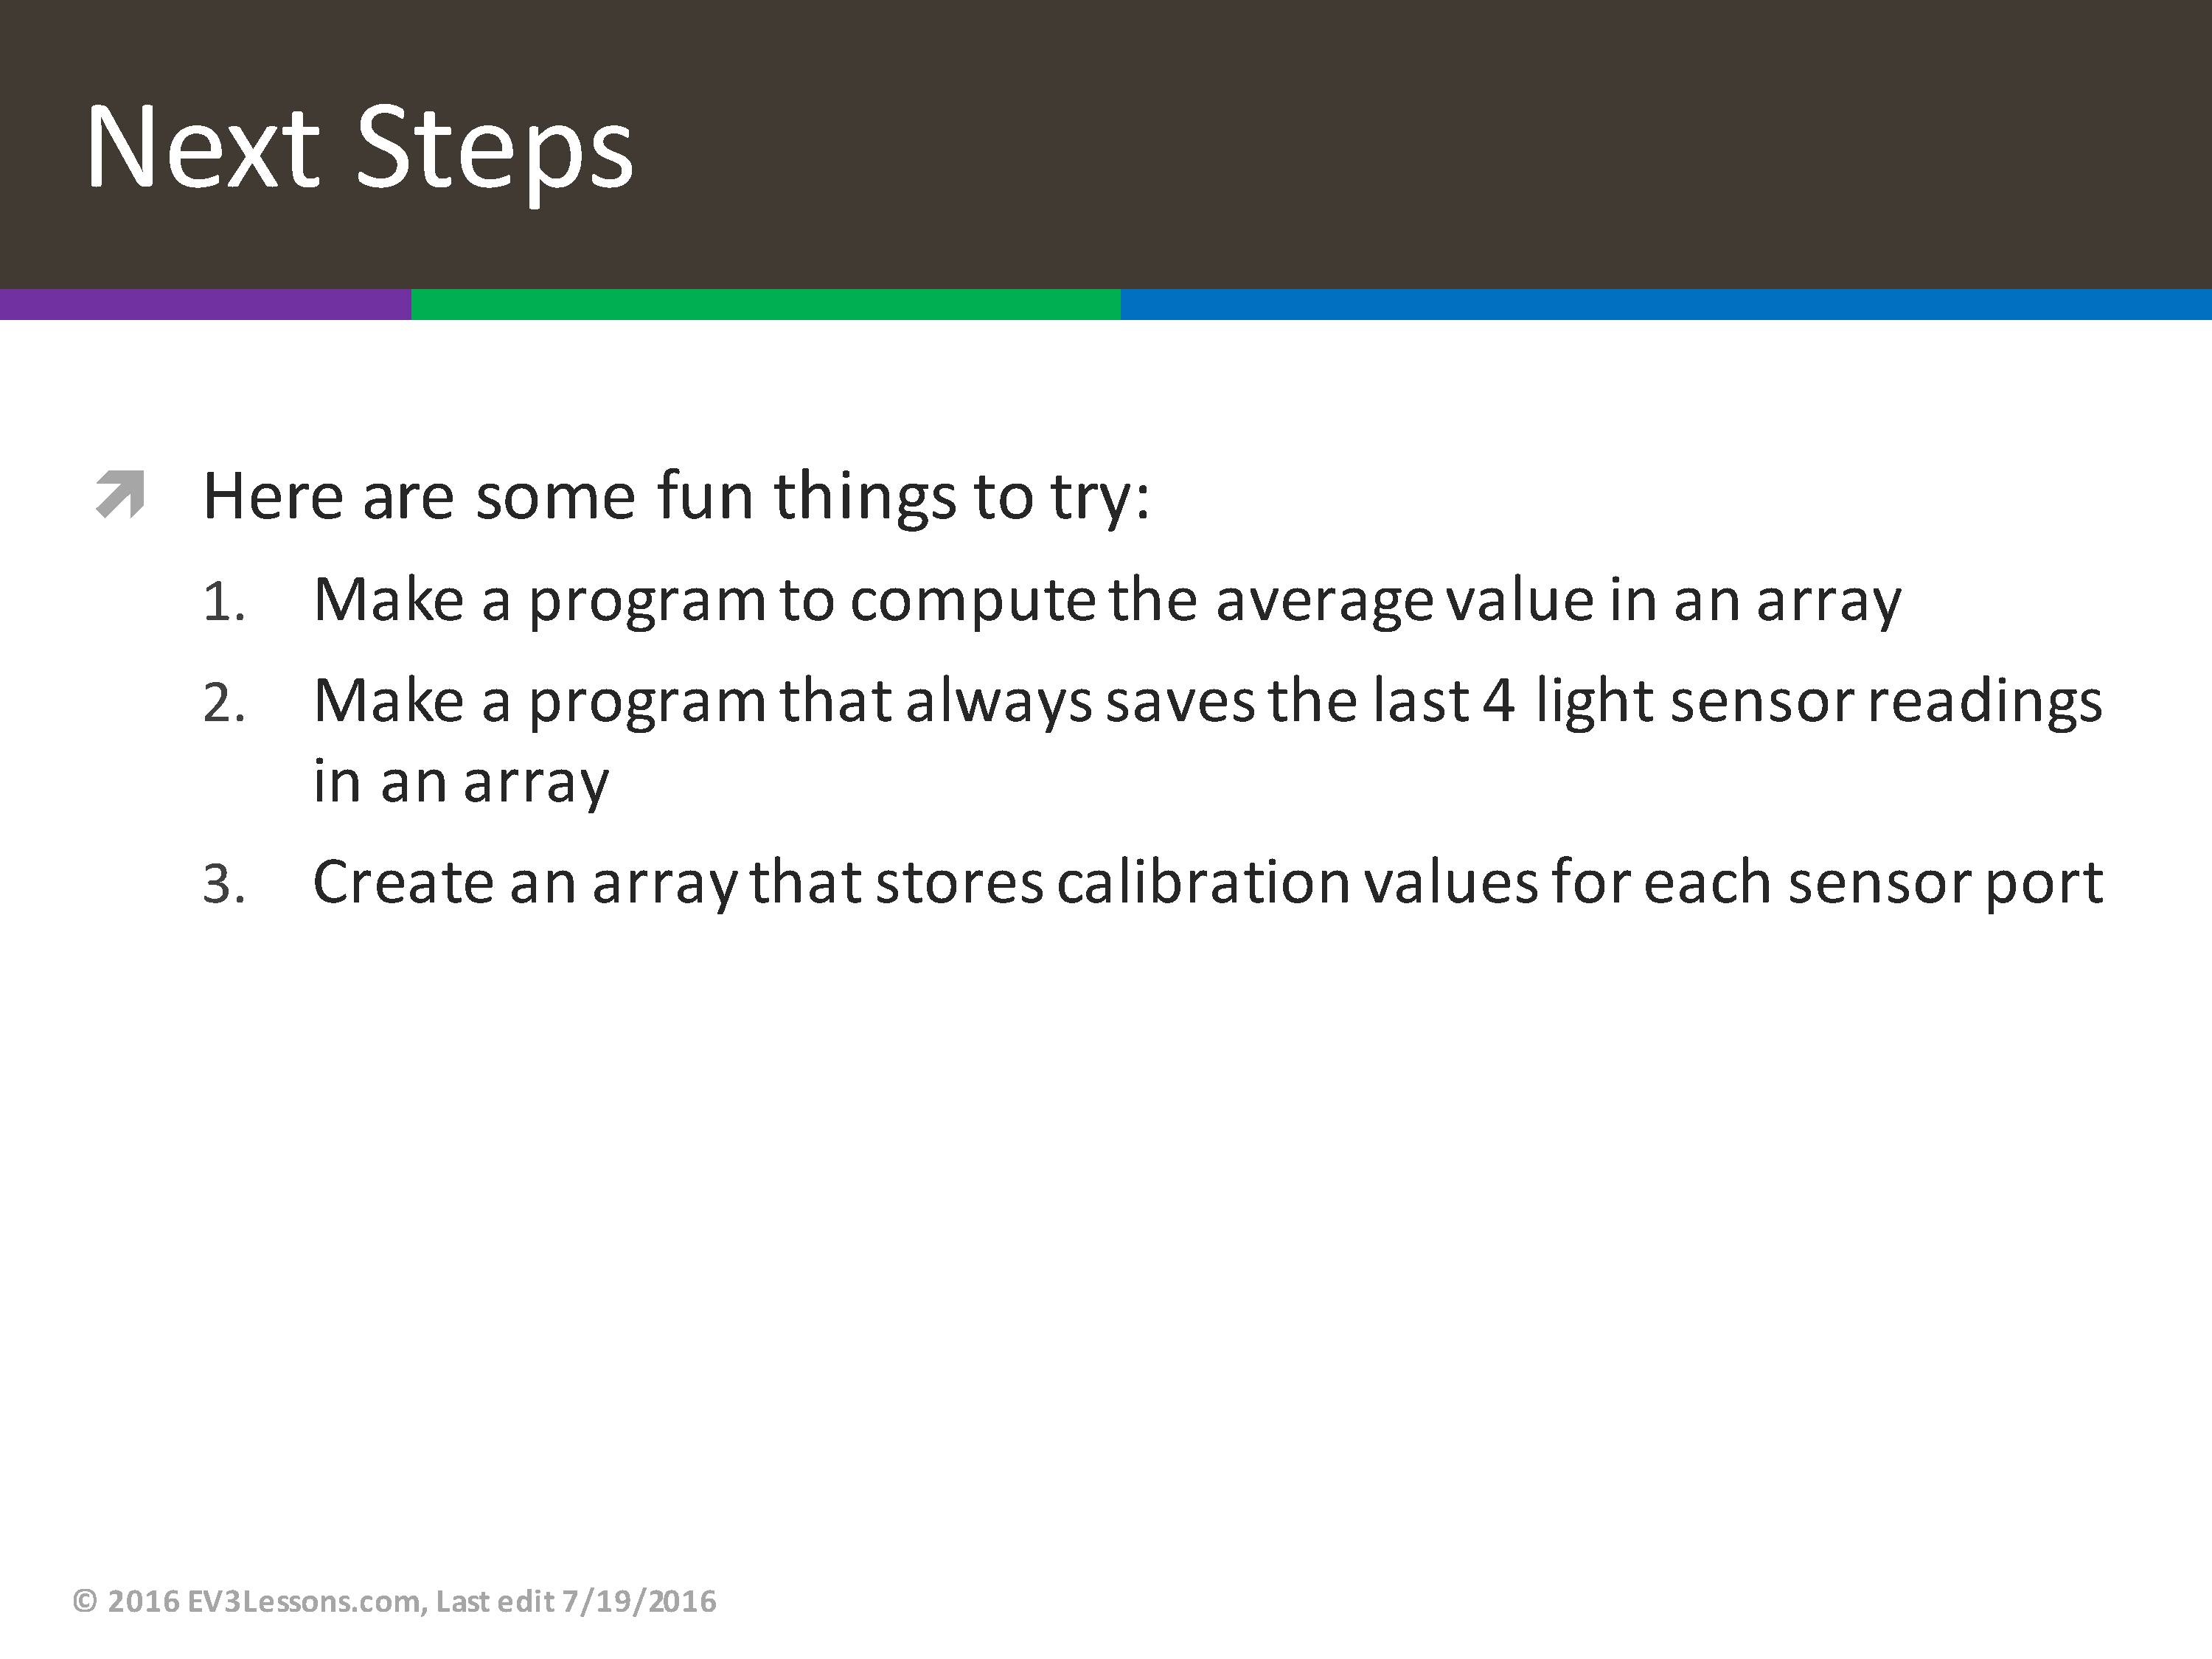 Next Steps
Here are some fun things to try:
1. Make a program to compute the average value in an array
2. Make a program that always saves the last 4 light sensor readings
in an array
3. Create an array that stores calibration values for each sensor port
© 2016 EV3Lessons.com, Last edit 7/19/2016